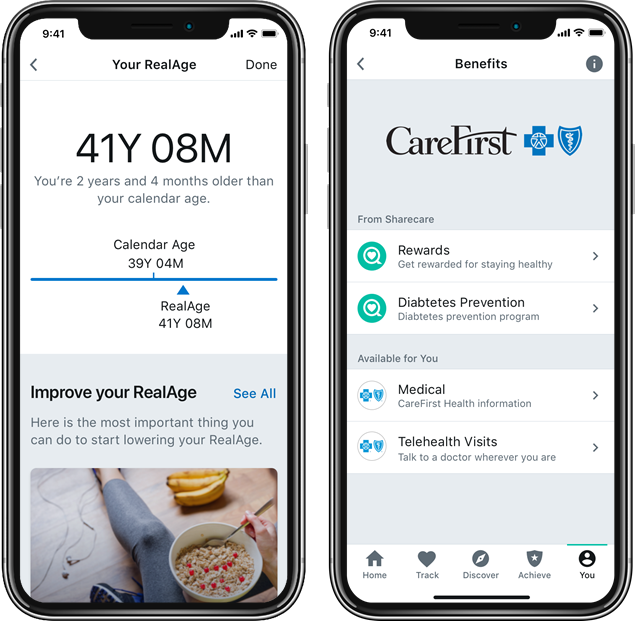 9:41
Your RealAge
Done
41Y 08M
You're 2 years and 4 months older than
your calendar age.
Calendar Age
39Y 04M
RealAge
41Y 08M
Improve your RealAge
See All
Here is the most important thing you
can do to start lowering your RealAge.
9:41
Benefits
CareFirst
From Sharecare
Rewards
Get rewarded for staying healthy
Diabtetes Prevention
Diabtetes prevention program
Available for You
Medical
CareFirst Health information
Telehealth Visits
Talk to a doctor wherever you are
Home
Track
Discover
Achieve
You